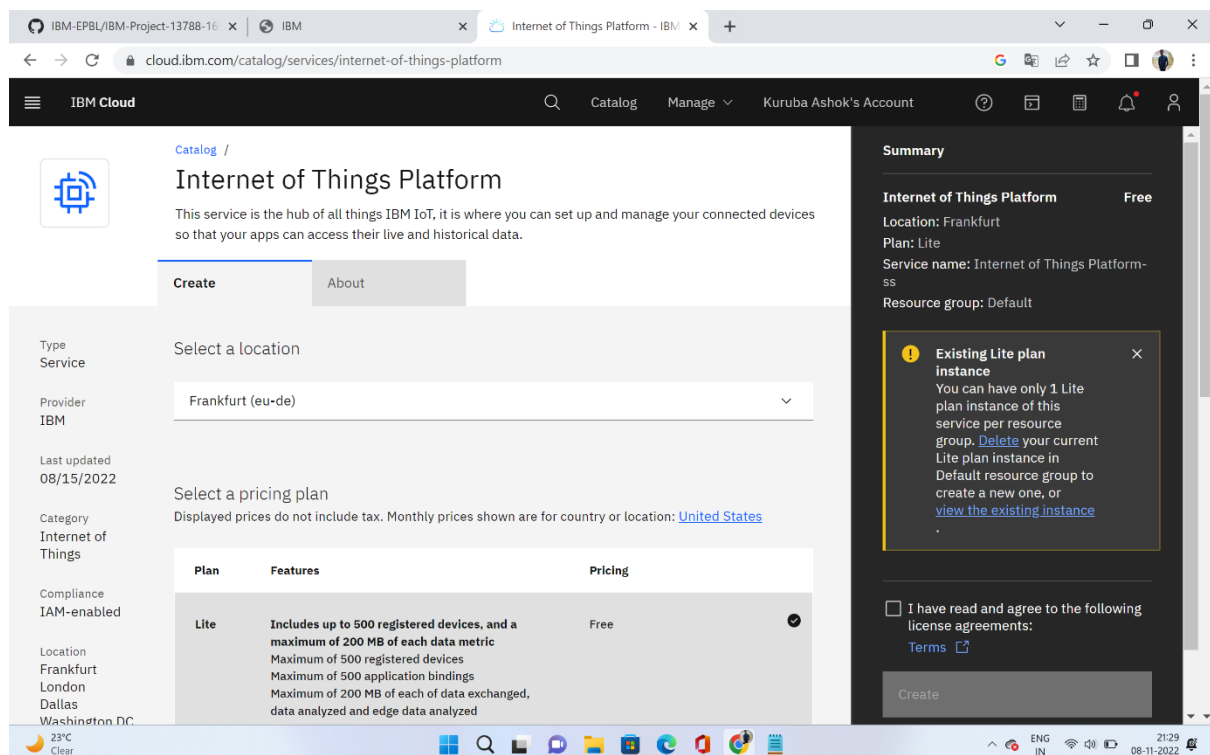 IBM-EPBL/IBM-Project-13788-16
IBM
Internet of Things Platform - IBM
cloud.ibm.com/catalog/services/internet-of-things-platform
IBM Cloud
Catalog
Manage
Kuruba Ashok's Account
Catalog /
Internet of Things Platform
This service is the hub of all things IBM IoT, it is where you can set up and manage your connected devices
so that your apps can access their live and historical data.
Create
About
Type
Service
Provider
IBM
Last updated
08/15/2022
Category
Internet of
Things
Compliance
IAM-enabled
Location
Frankfurt
London
Dallas
Washington DC
Select a location
Frankfurt (eu-de)
Select a pricing plan
Displayed prices do not include tax. Monthly prices shown are for country or location: United States
Plan Features Pricing
Lite
Includes up to 500 registered devices, and a
maximum of 200 MB of each data metric
Maximum of 500 registered devices
Maximum of 500 application bindings
Maximum of 200 MB of each of data exchanged,
data analyzed and edge data analyzed
Free
Summary
Internet of Things Platform Free
Location: Frankfurt
Plan: Lite
Service name: Internet of Things Platform-
ss
Resource group: Default
Existing Lite plan
instance
You can have only 1 Lite
plan instance of this
service per resource
group. Delete your current
Lite plan instance in
Default resource group to
create a new one, or
view the existing instance
.
I have read and agree to the following
license agreements:
Terms
Create
23°C
Clear
ENG
IN
21:29
08-11-2022